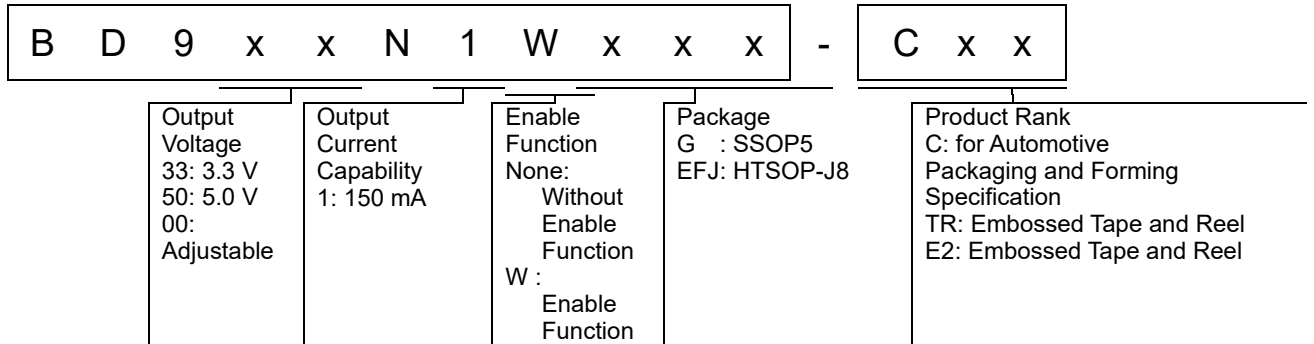 B D 9 x x N 1 W x x x - C x x
Output
Voltage
33: 3.3 V
50: 5.0 V
00:
Adjustable
Output
Current
Capability
1: 150 mA
Enable
Function
None:
Without
Enable
Function
W :
Enable
Function
Package
G : SSOP5
EFJ: HTSOP-J8
Product Rank
C: for Automotive
Packaging and Forming
Specification
TR: Embossed Tape and Reel
E2: Embossed Tape and Reel